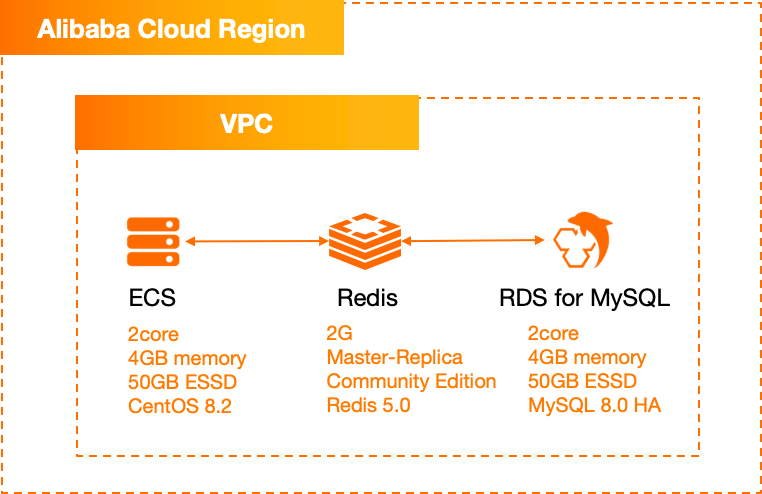 Alibaba Cloud Region
VPC
ECS
2core
4GB memory
50GB ESSD
CentOS 8.2
Redis
2G
Master-Replica
Community Edition
Redis 5.0
RDS for MySQL
2core
4GB memory
50GB ESSD
MySQL 8.0 HA